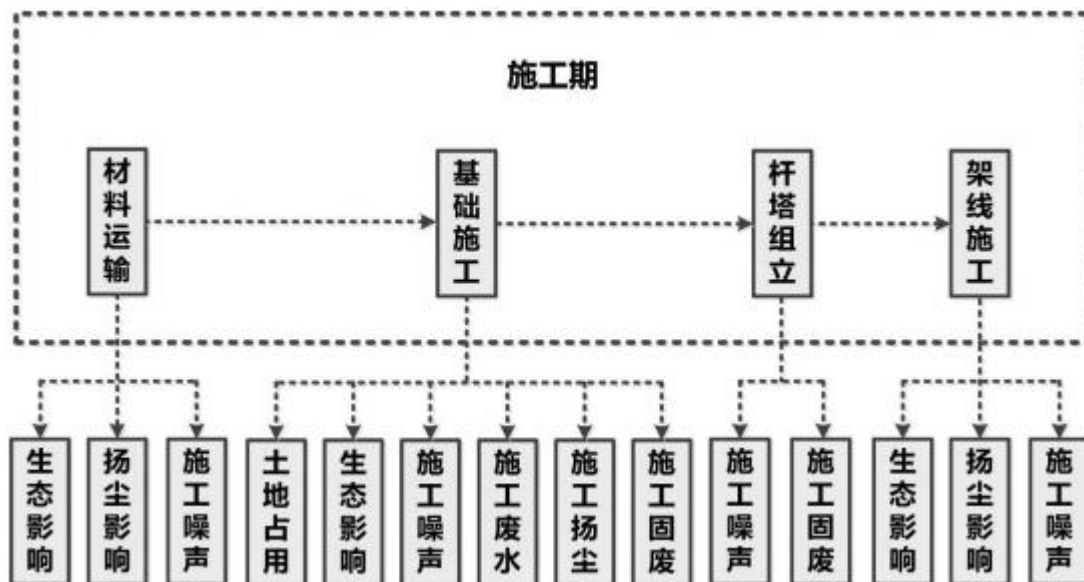 施工期
材料运输
基础施工
杆塔组立
架线施工
生态影响
扬尘影响
施工噪声
土地占用
生态影响
施工噪声
施工废水
施工扬尘
施工固废
施工噪声
施工固废
生态影响
扬尘影响
施工噪声